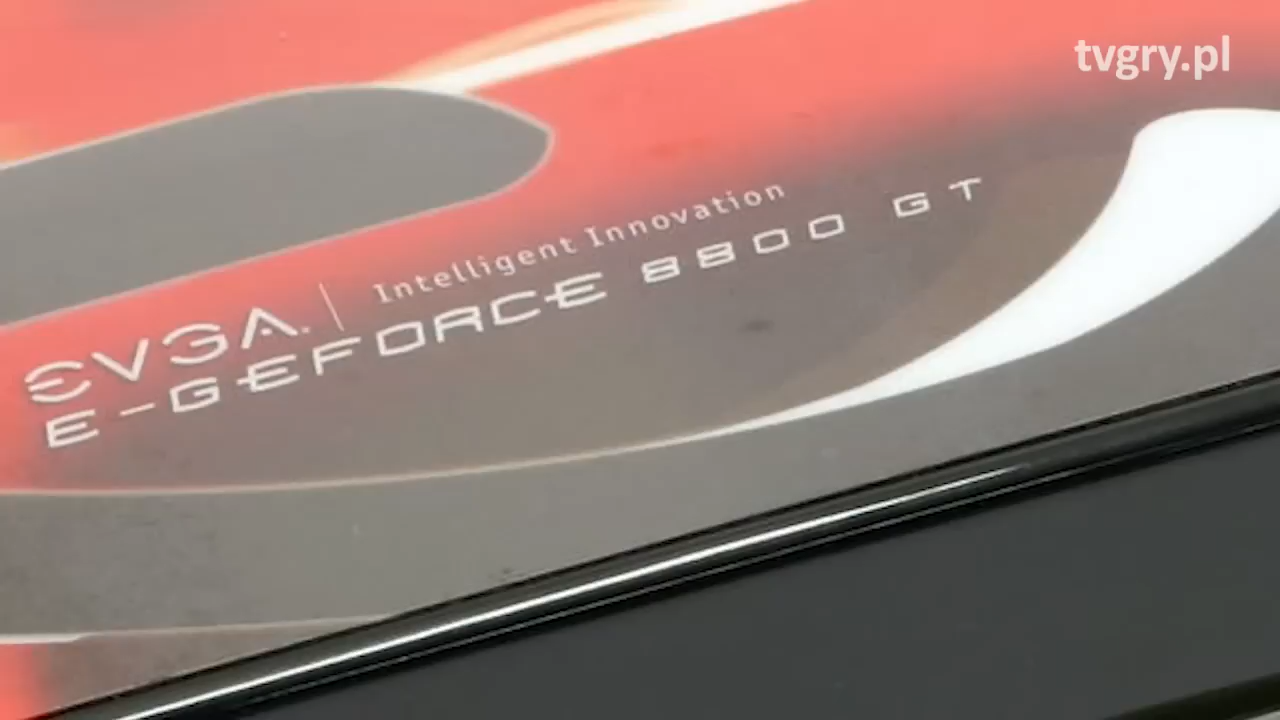 tvgry.pl
EVGA. | Intelligent Innovation
E-GEFORCE 8800 GT